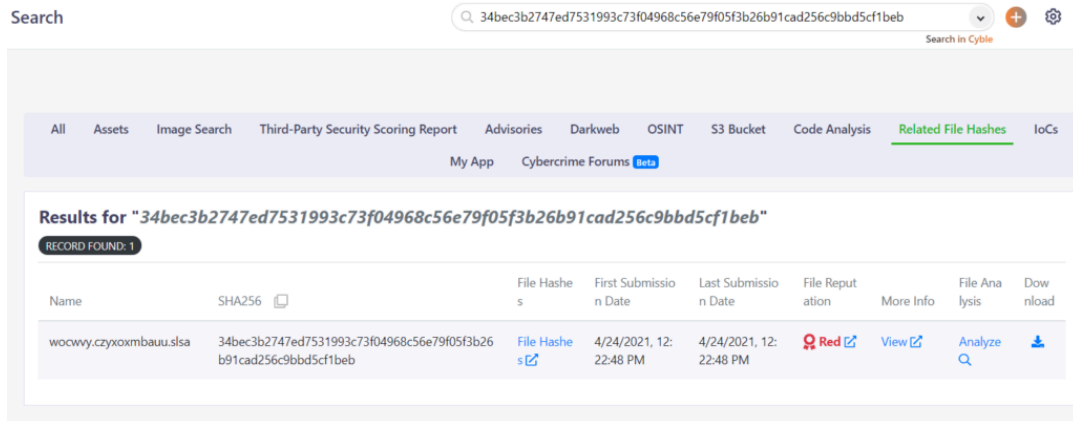 Search
34bec3b2747ed7531993c73f04968c56e79f05f3b26b91cad256c9bbd5cf1beb
Search in Cyble
All Assets Image Search Third-Party Security Scoring Report Advisories Darkweb OSINT S3 Bucket Code Analysis Related File Hashes IoCs
My App Cybercrime Forums Beta
Results for "34bec3b2747ed7531993c73f04968c56e79f05f3b26b91cad256c9bbd5cf1beb"
RECORD FOUND: 1
File Hashe First Submissio Last Submissio File Reput File Ana Dow
Name SHA256 s n Date n Date ation More Info lysis nload
wocwvy.czyxoxmbauu.slsa 34bec3b2747ed7531993c73f04968c56e79f05f3b26 File Hashe 4/24/2021, 12: 4/24/2021, 12: Red View Analyze
b91cad256c9bbd5cf1beb s 22:48 PM 22:48 PM